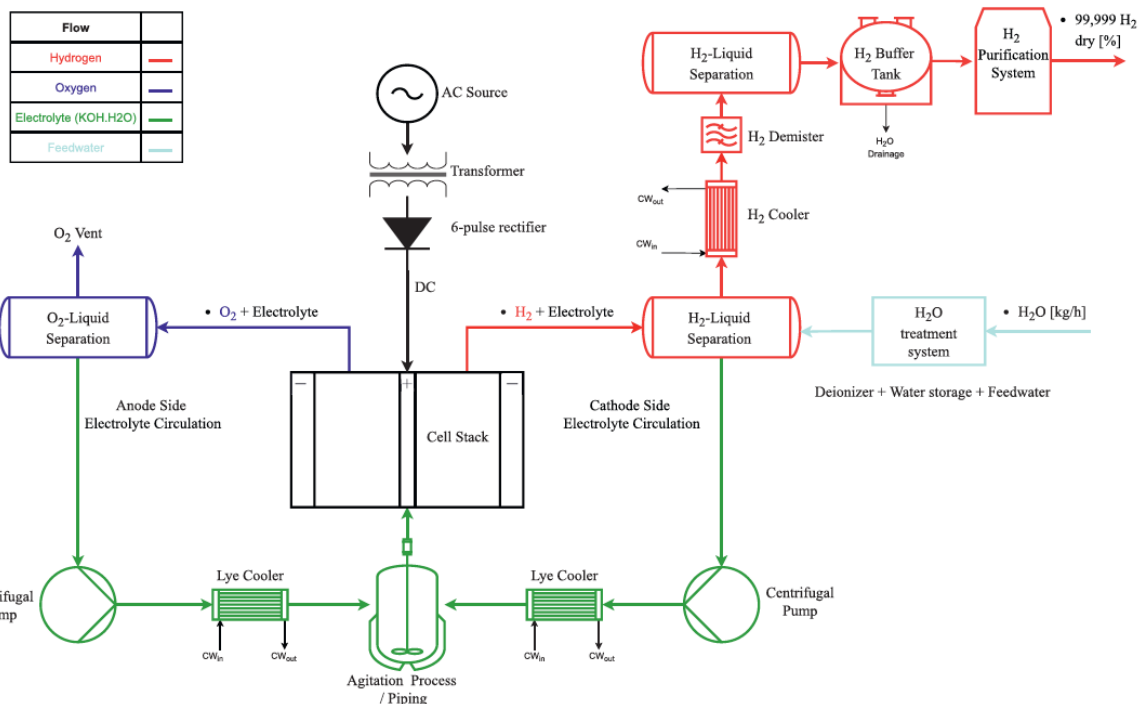 Flow
Hydrogen
Oxygen
Electrolyte (KOH.H2O)
Feedwater
AC Source
Transformer
6-pulse rectifier
DC
O₂ Vent
O₂-Liquid
Separation
• O₂ + Electrolyte
• H₂ + Electrolyte
H₂-Liquid
Separation
H₂ Cooler
CWout
CWin
H₂ Demister
H₂-Liquid
Separation
H₂ Buffer
Tank
H₂O
Drainage
H₂
Purification
System
• 99,999 H₂
dry [%]
H₂O
treatment
system
• H₂O [kg/h]
Deionizer + Water storage + Feedwater
− + −
Cell Stack
Anode Side
Electrolyte Circulation
Cathode Side
Electrolyte Circulation
ifugal
mp
Lye Cooler
CWin
CWout
Agitation Process
/ Piping
Lye Cooler
CWin
CWout
Centrifugal
Pump